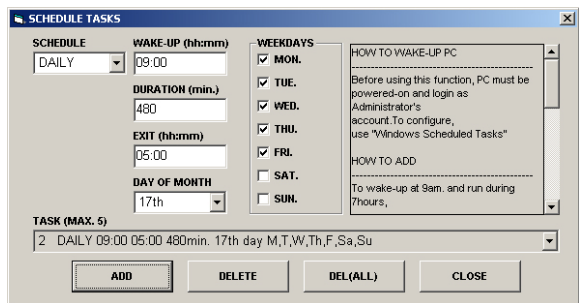 SCHEDULE TASKS
SCHEDULE
DAILY
WAKE-UP (hh:mm)
09:00
DURATION (min.)
480
EXIT (hh:mm)
05:00
DAY OF MONTH
17th
WEEKDAYS
MON.
TUE.
WED.
THU.
FRI.
SAT.
SUN.
HOW TO WAKE-UP PC
------------------------------------------------
Before using this function, PC must be
powered-on and login as
Administrator's
account.To configure,
use "Windows Scheduled Tasks"
HOW TO ADD
------------------------------------------------
To wake-up at 9am. and run during
7hours,
TASK (MAX. 5)
2 DAILY 09:00 05:00 480min. 17th day M,T,W,Th,F,Sa,Su
ADD
DELETE
DEL(ALL)
CLOSE